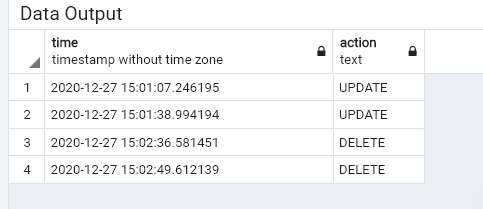 Data Output
time action
timestamp without time zone text
1 2020-12-27 15:01:07.246195 UPDATE
2 2020-12-27 15:01:38.994194 UPDATE
3 2020-12-27 15:02:36.581451 DELETE
4 2020-12-27 15:02:49.612139 DELETE